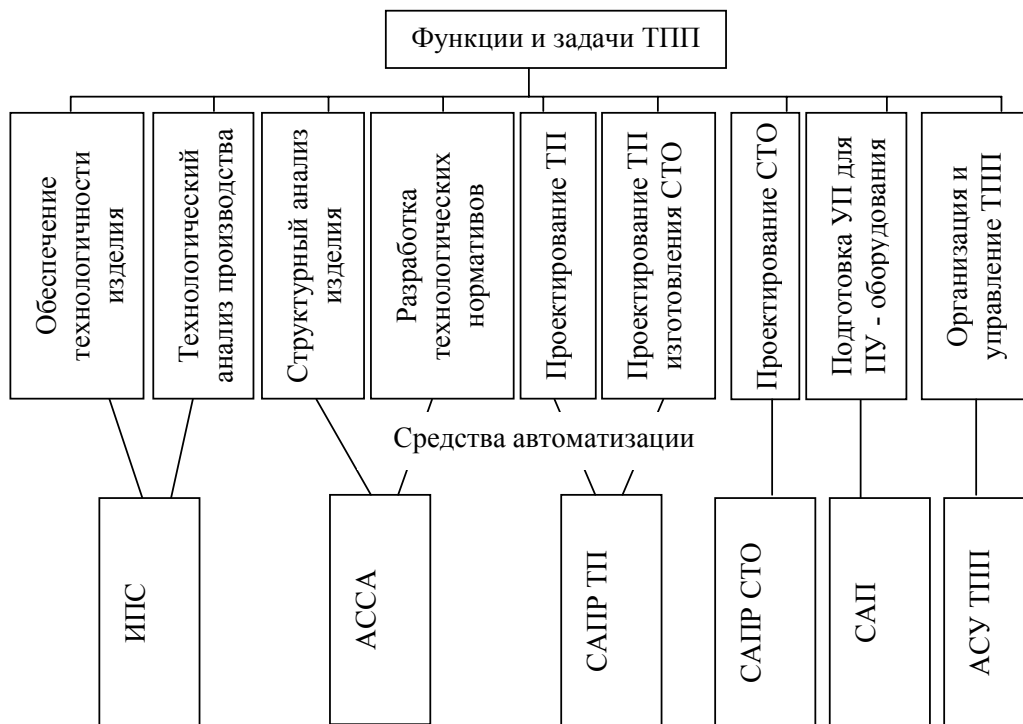 Функции и задачи ТПП
Обеспечение
технологичности
изделия
Технологический
анализ производства
Структурный анализ
изделия
Разработка
технологических
нормативов
Проектирование ТП
Проектирование ТП
изготовления СТО
Проектирование СТО
Подготовка УП для
ПУ - оборудования
Организация и
управление ТПП
Средства автоматизации
ИПС
АССА
САПР ТП
САПР СТО
САП
АСУ ТПП